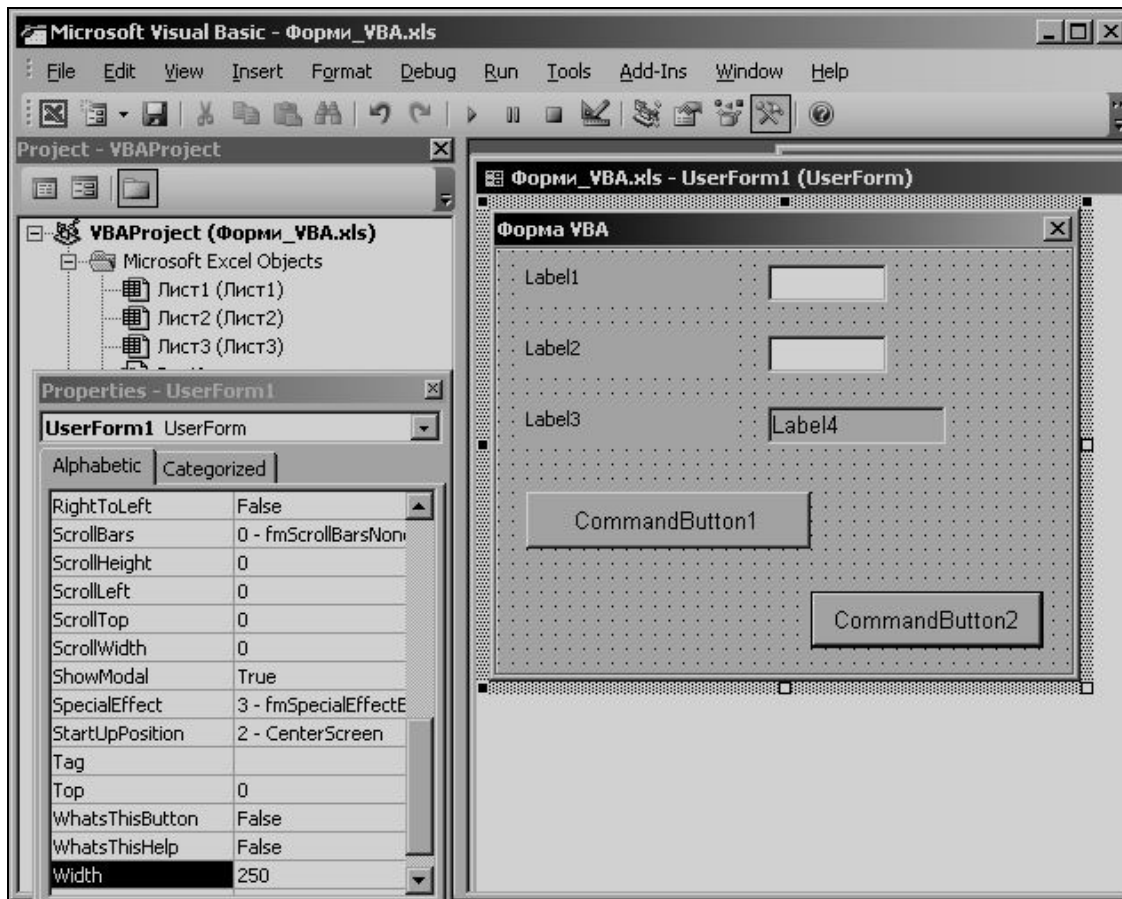 Microsoft Visual Basic - Форми_VBA.xls
File Edit View Insert Format Debug Run Tools Add-Ins Window Help
Project - VBAProject
VBAProject (Форми_VBA.xls)
Microsoft Excel Objects
Лист1 (Лист1)
Лист2 (Лист2)
Лист3 (Лист3)
Properties - UserForm1
UserForm1 UserForm
Alphabetic Categorized
RightToLeft False
ScrollBars 0 - fmScrollBarsNone
ScrollHeight 0
ScrollLeft 0
ScrollTop 0
ScrollWidth 0
ShowModal True
SpecialEffect 3 - fmSpecialEffectE
StartUpPosition 2 - CenterScreen
Tag
Top 0
WhatsThisButton False
WhatsThisHelp False
Width 250
Форми_VBA.xls - UserForm1 (UserForm)
Форма VBA
Label1
Label2
Label3 Label4
CommandButton1
CommandButton2